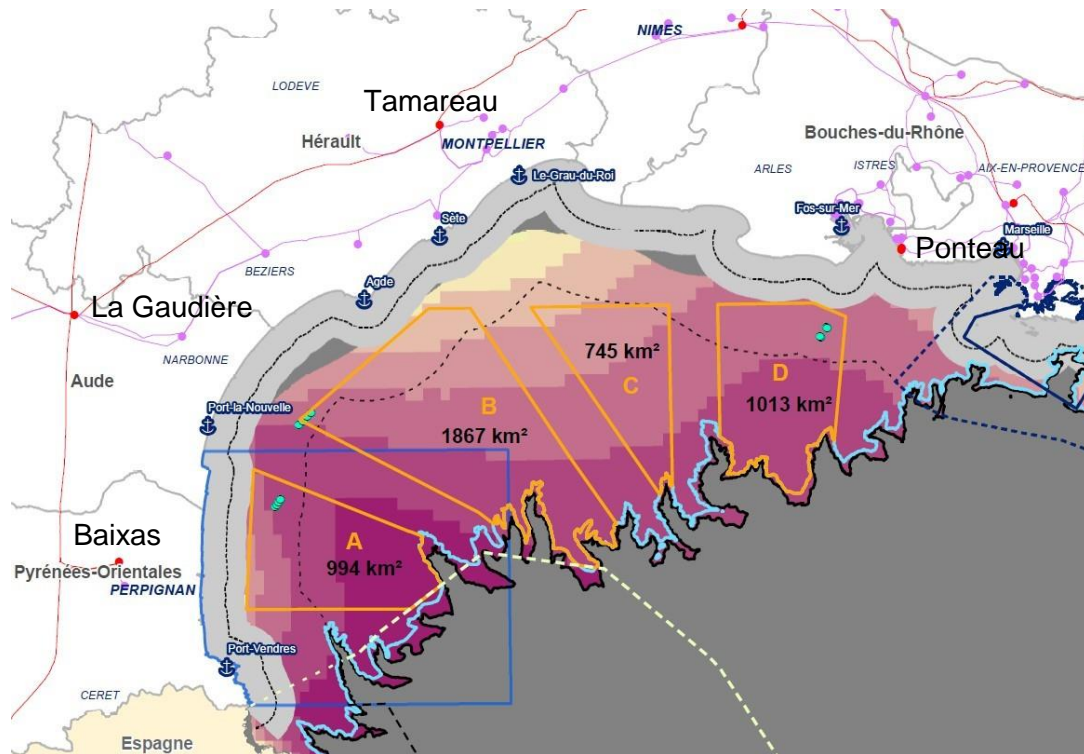 NIMES
LODEVE
Tamareau
Hérault
MONTPELLIER
Bouches-du-Rhône
ARLES
ISTRES
AIX-EN-PROVENCE
Le-Grau-du-Roi
Sète
Fos-sur-Mer
Marseille
Ponteau
BEZIERS
Agde
La Gaudière
NARBONNE
Aude
745 km²
C
D
B
1013 km²
Port-la-Nouvelle
1867 km²
Baixas
A
Pyrénées-Orientales
994 km²
PERPIGNAN
Port-Vendres
CERET
Espagne